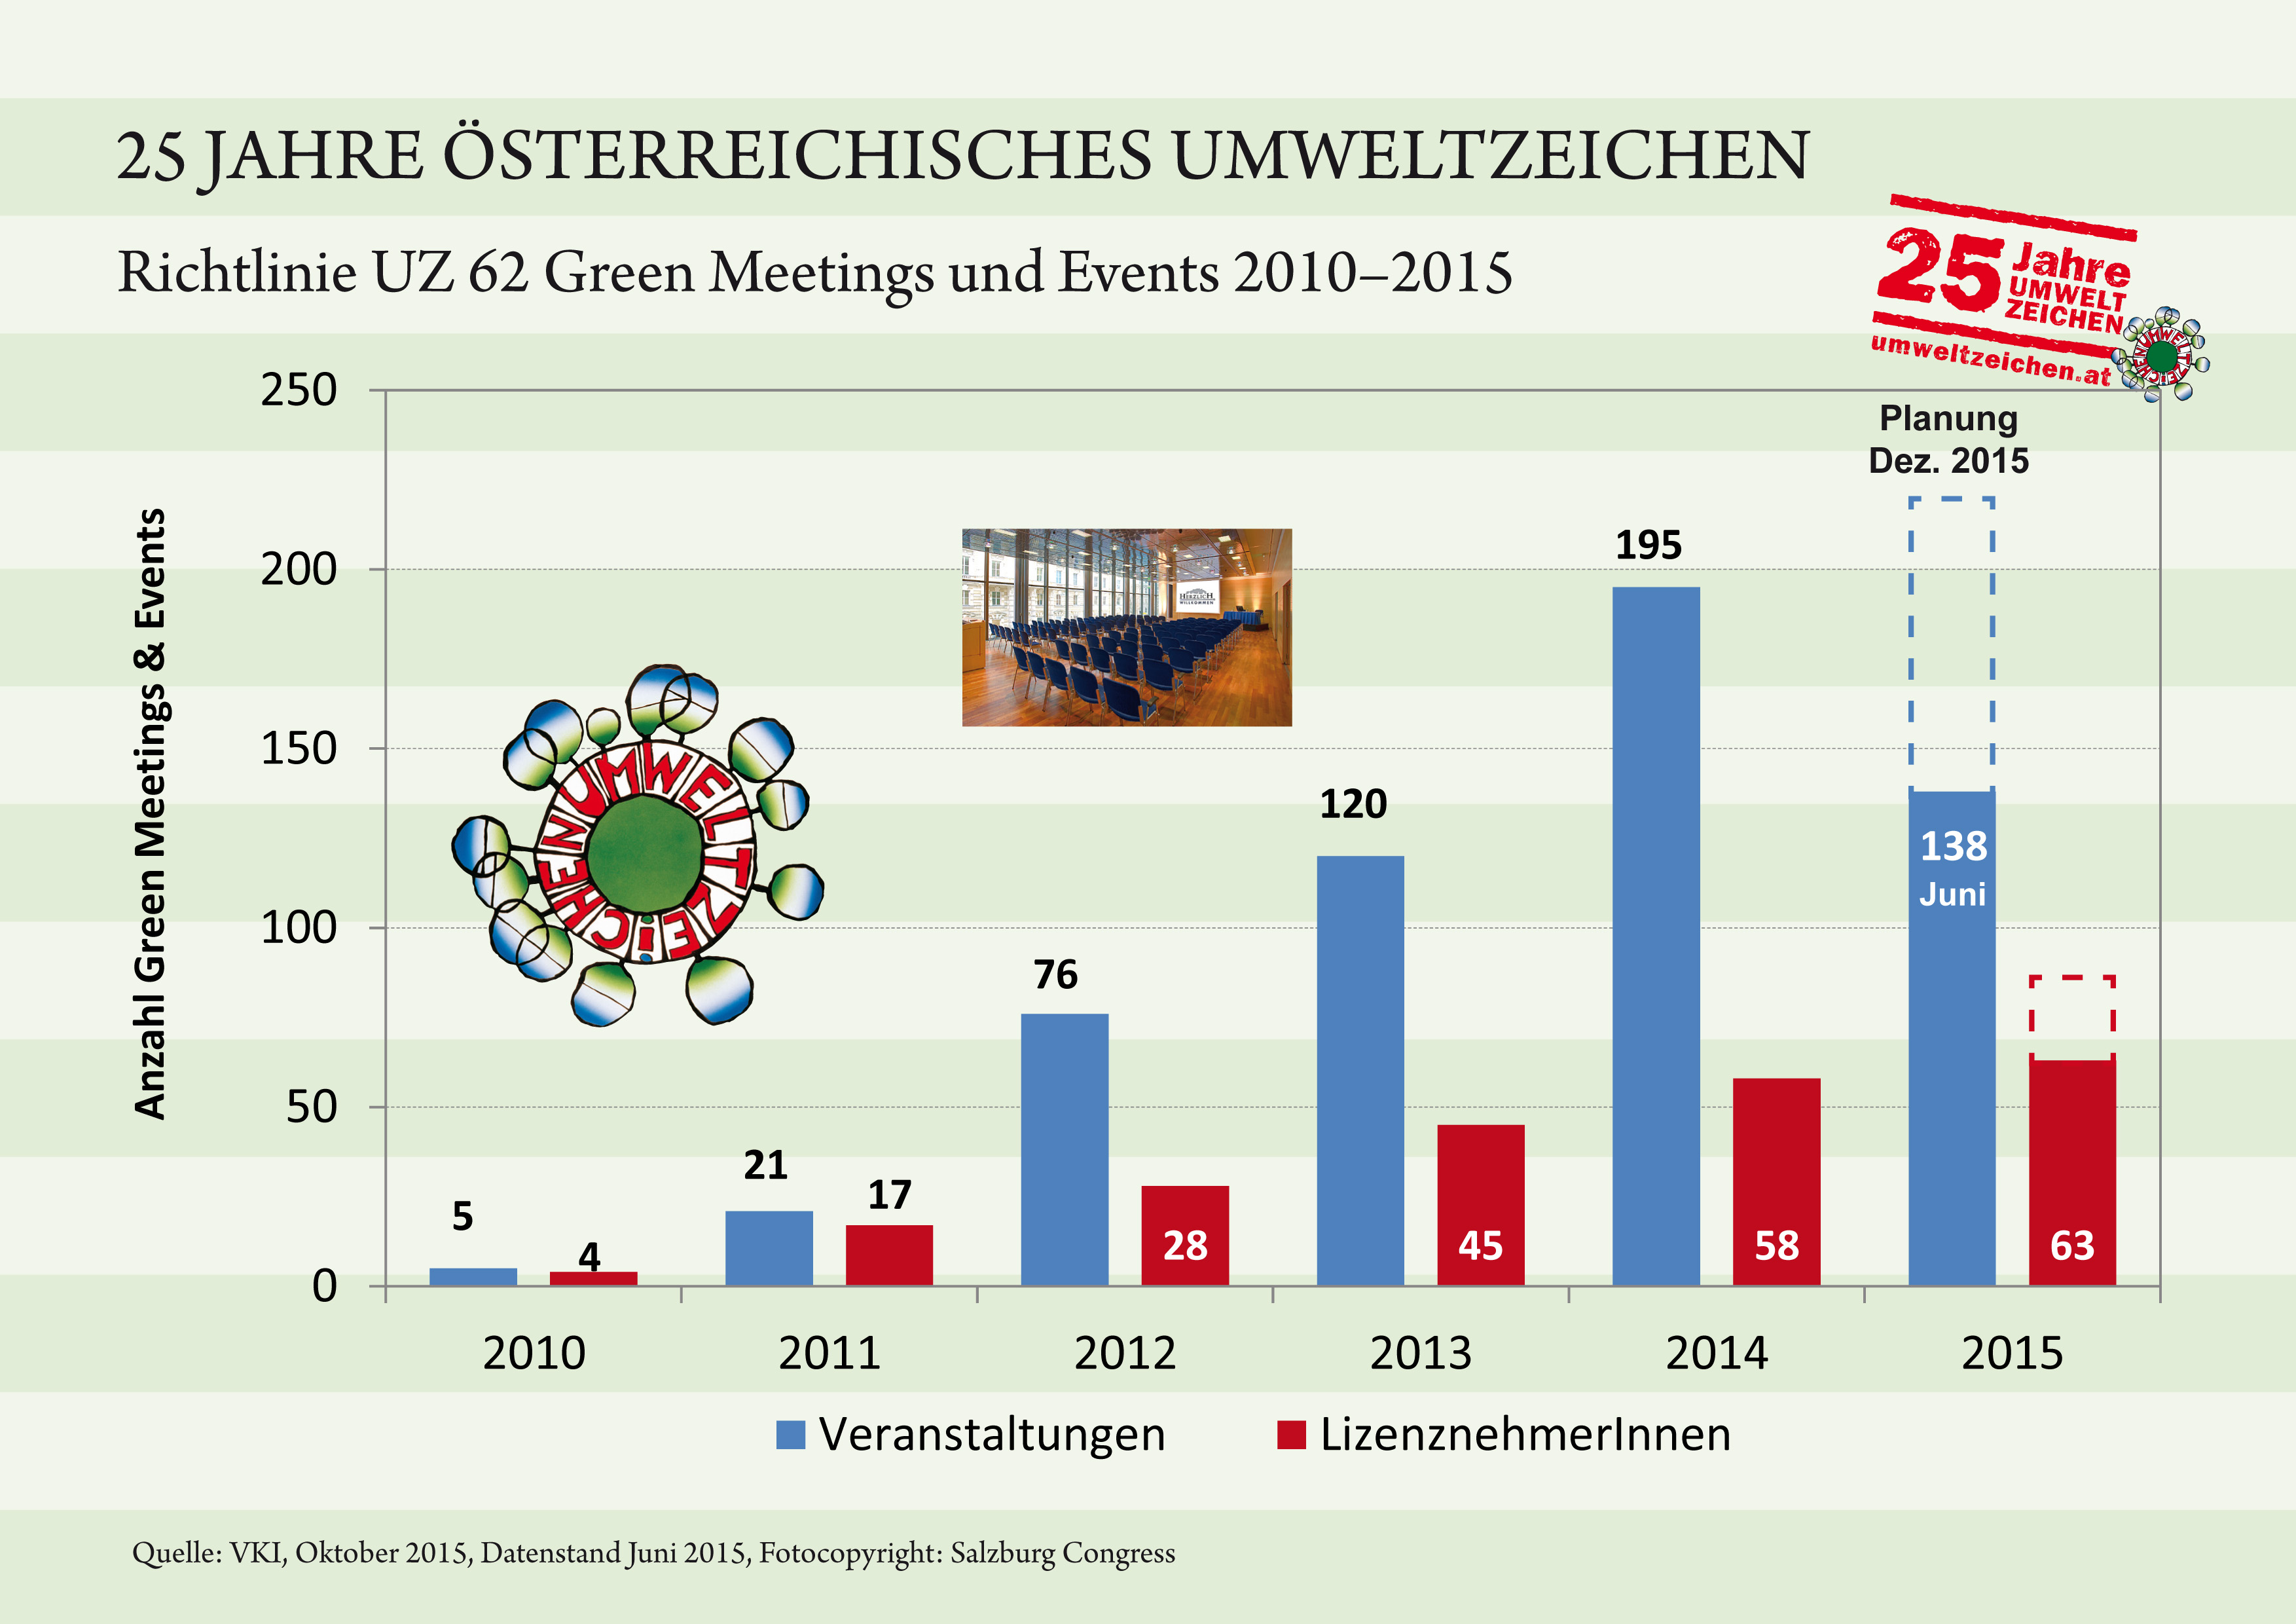 25 JAHRE ÖSTERREICHISCHES UMWELTZEICHEN
Richtlinie UZ 62 Green Meetings und Events 2010–2015
25 Jahre
UMWELT
ZEICHEN
umweltzeichen.at
UMWELTZEICHEN
Anzahl Green Meetings & Events
250
200
150
100
50
0
Planung
Dez. 2015
HERZLICH
WILLKOMMEN
UMWELTZEICHEN
5
4
21
17
76
28
120
45
195
58
138
Juni
63
2010
2011
2012
2013
2014
2015
Veranstaltungen
LizenznehmerInnen
Quelle: VKI, Oktober 2015, Datenstand Juni 2015, Fotocopyright: Salzburg Congress